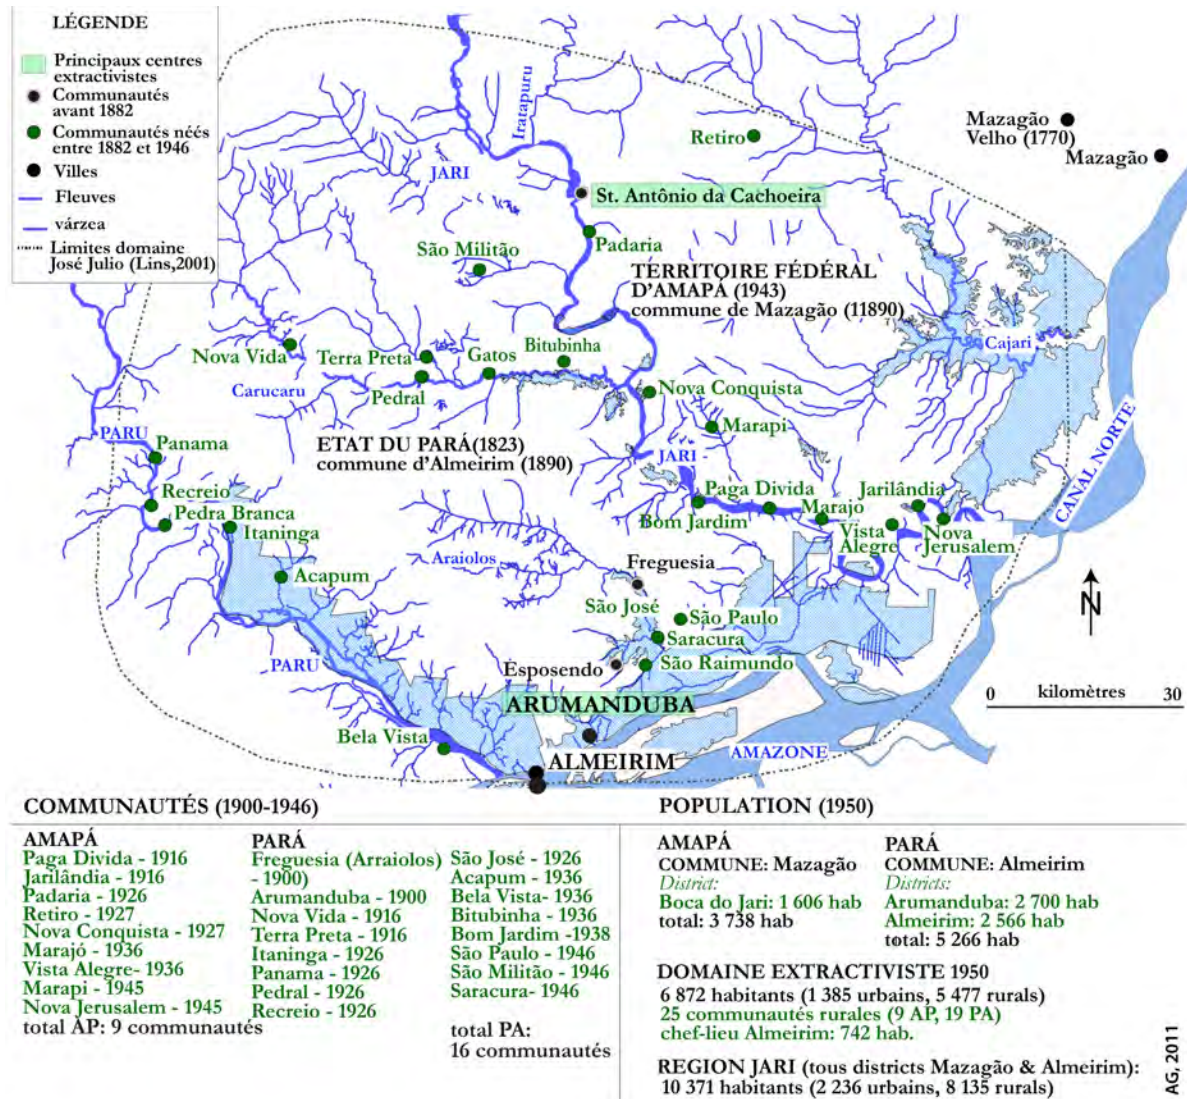 LÉGENDE
Principaux centres
extractivistes
Communautés
avant 1882
Communautés néés
entre 1882 et 1946
Villes
Fleuves
várzea
Limites domaine
José Julio (Lins,2001)
Iratapuru
JARI
Retiro
Mazagão
Velho (1770)
Mazagão
St. Antônio da Cachoeira
Padaria
São Militão
TERRITOIRE FÉDÉRAL
D'AMAPÁ (1943)
commune de Mazagão (11890)
Cajari
Nova Vida
Terra Preta
Gatos
Bitubinha
Carucaru
Pedral
Nova Conquista
Marapi
ETAT DU PARÁ(1823)
commune d'Almeirim (1890)
PARU
Panama
JARI
CANAL NORTE
Recreio
Pedra Branca
Itaninga
Paga Divida
Bom Jardim
Marajo
Jarilândia
Vista
Alegre
Nova
Jerusalem
Araiolos
Freguesia
Acapum
São José
São Paulo
Saracura
N
PARU
Esposendo
São Raimundo
ARUMANDUBA
0 kilomètres 30
Bela Vista
ALMEIRIM
AMAZONE
COMMUNAUTÉS (1900-1946)
AMAPÁ
Paga Divida - 1916
Jarilândia - 1916
Padaria - 1926
Retiro - 1927
Nova Conquista - 1927
Marajó - 1936
Vista Alegre- 1936
Marapi - 1945
Nova Jerusalem - 1945
total AP: 9 communautés
PARÁ
Freguesia (Arraiolos)
- 1900)
Arumanduba - 1900
Nova Vida - 1916
Terra Preta - 1916
Itaninga - 1926
Panama - 1926
Pedral - 1926
Recreio - 1926
São José - 1926
Acapum - 1936
Bela Vista- 1936
Bitubinha - 1936
Bom Jardim -1938
São Paulo - 1946
São Militão - 1946
Saracura- 1946
total PA:
16 communautés
POPULATION (1950)
AMAPÁ
COMMUNE: Mazagão
District:
Boca do Jari: 1 606 hab
total: 3 738 hab
PARÁ
COMMUNE: Almeirim
Districts:
Arumanduba: 2 700 hab
Almeirim: 2 566 hab
total: 5 266 hab
DOMAINE EXTRACTIVISTE 1950
6 872 habitants (1 385 urbains, 5 477 rurals)
25 communautés rurales (9 AP, 19 PA)
chef-lieu Almeirim: 742 hab.
REGION JARI (tous districts Mazagão & Almeirim):
10 371 habitants (2 236 urbains, 8 135 rurals)
AG, 2011